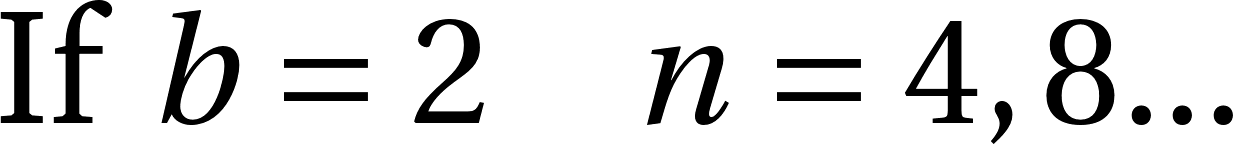 If b = 2 n = 4,8...